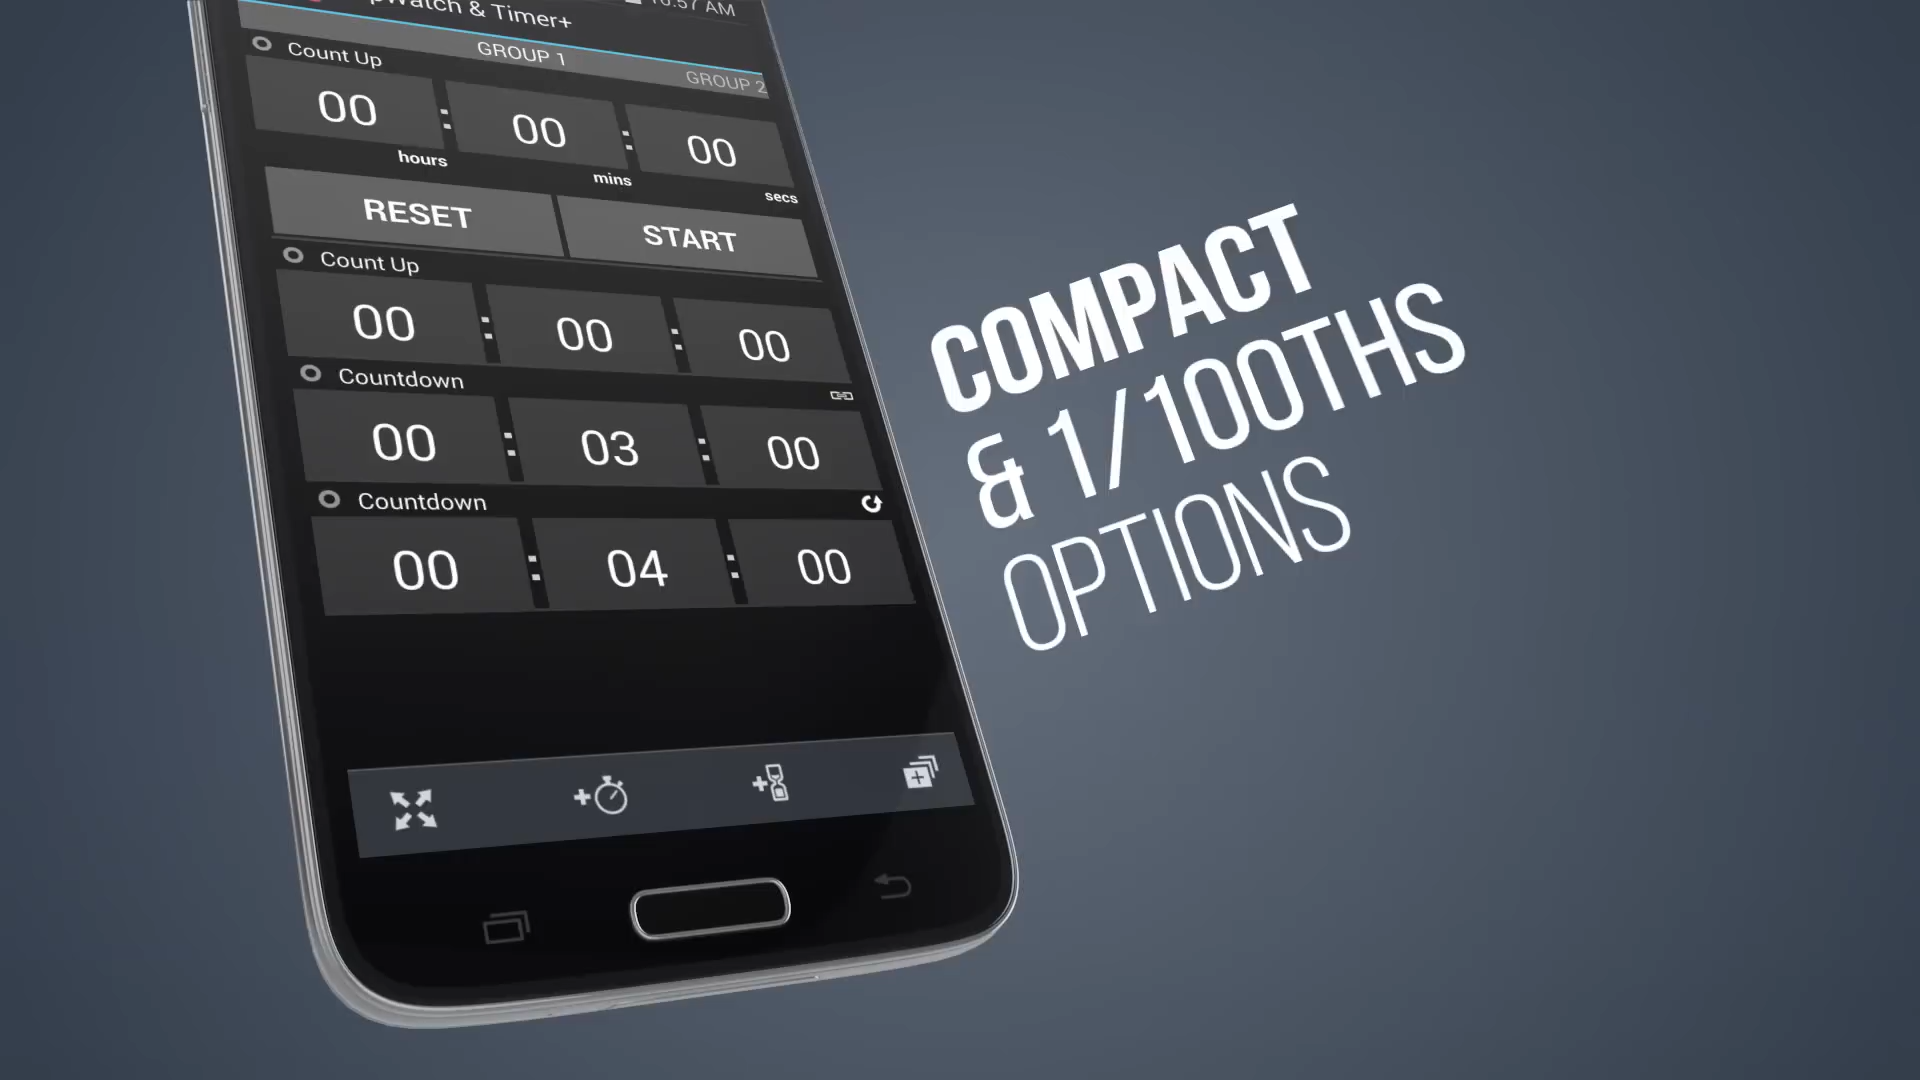 & Timer+
GROUP 1
GROUP 2
Count Up
00 : 00 : 00
hours
mins
secs
RESET
START
Count Up
00 : 00 : 00
Countdown
00 : 03 : 00
Countdown
00 : 04 : 00
COMPACT
& 1/100THS
OPTIONS